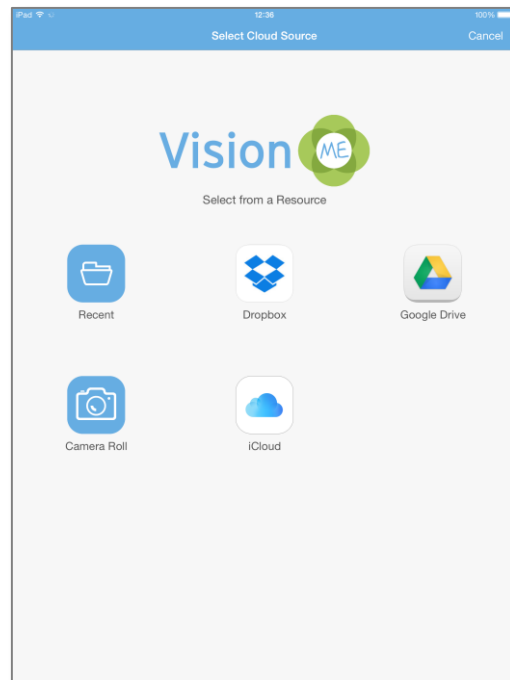 iPad 12:36 100%
Select Cloud Source Cancel
Vision ME
Select from a Resource
Recent Dropbox Google Drive
Camera Roll iCloud